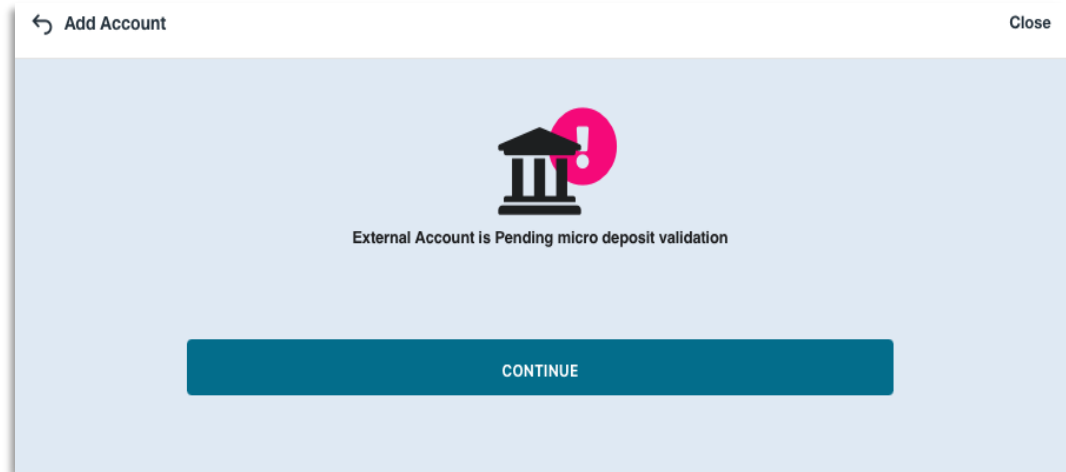 Add Account
Close
External Account is Pending micro deposit validation
CONTINUE